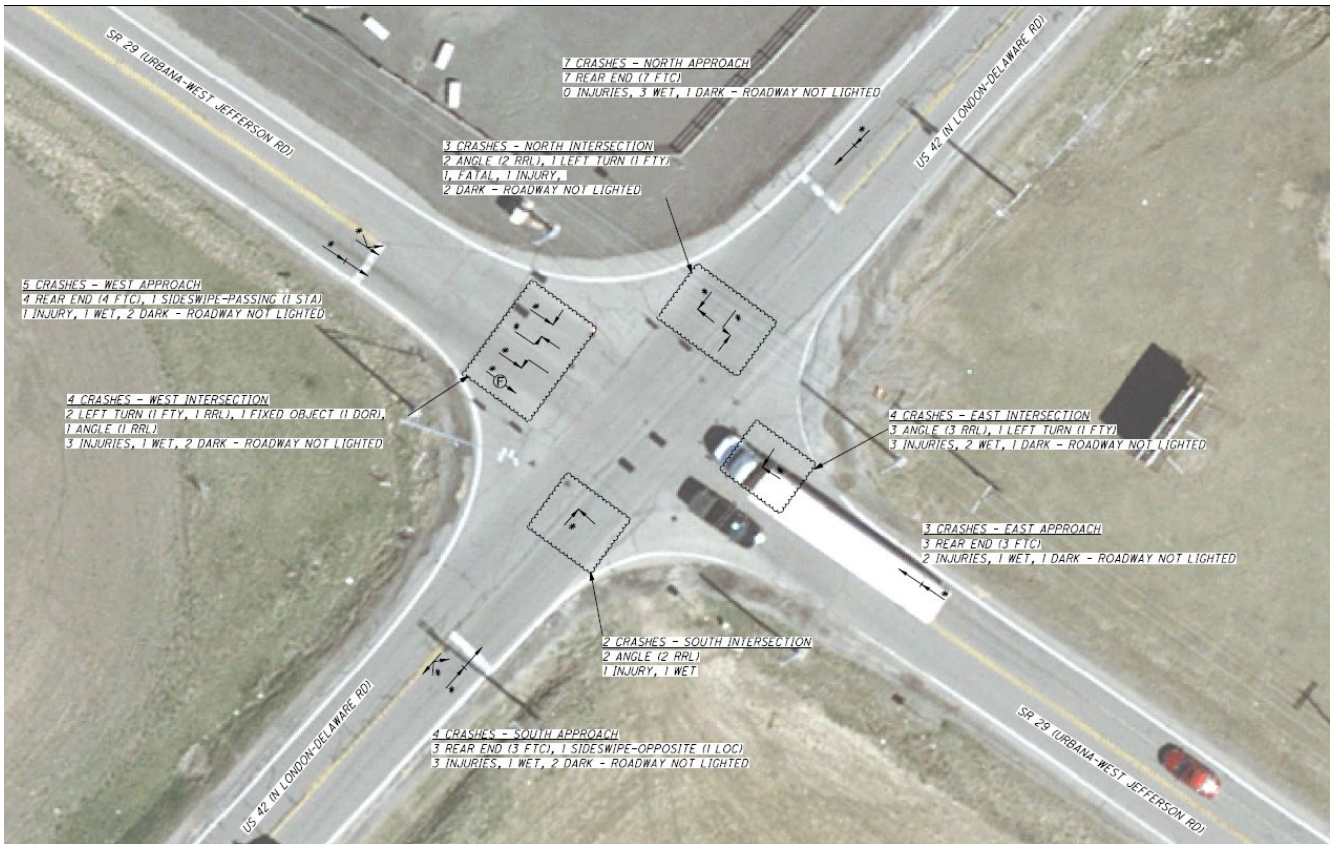 SR 29 (URBANA-WEST JEFFERSON RD)
7 CRASHES - NORTH APPROACH
7 REAR END (7 FTC)
0 INJURIES, 3 WET, 1 DARK - ROADWAY NOT LIGHTED
US 42 (N LONDON-DELAWARE RD)
3 CRASHES - NORTH INTERSECTION
2 ANGLE (2 RRL), 1 LEFT TURN (1 FTY)
1, FATAL, 1 INJURY,
2 DARK - ROADWAY NOT LIGHTED
5 CRASHES - WEST APPROACH
4 REAR END (4 FTC), 1 SIDESWIPE-PASSING (1 STA)
1 INJURY, 1 WET, 2 DARK - ROADWAY NOT LIGHTED
F
4 CRASHES - WEST INTERSECTION
2 LEFT TURN (1 FTY, 1 RRL), 1 FIXED OBJECT (1 DOR),
1 ANGLE (1 RRL)
3 INJURIES, 1 WET, 2 DARK - ROADWAY NOT LIGHTED
4 CRASHES - EAST INTERSECTION
3 ANGLE (3 RRL), 1 LEFT TURN (1 FTY)
3 INJURIES, 2 WET, 1 DARK - ROADWAY NOT LIGHTED
3 CRASHES - EAST APPROACH
3 REAR END (3 FTC)
2 INJURIES, 1 WET, 1 DARK - ROADWAY NOT LIGHTED
2 CRASHES - SOUTH INTERSECTION
2 ANGLE (2 RRL)
1 INJURY, 1 WET
US 42 (N LONDON-DELAWARE RD)
4 CRASHES - SOUTH APPROACH
3 REAR END (3 FTC), 1 SIDESWIPE-OPPOSITE (1 LOC)
3 INJURIES, 1 WET, 2 DARK - ROADWAY NOT LIGHTED
SR 29 (URBANA-WEST JEFFERSON RD)